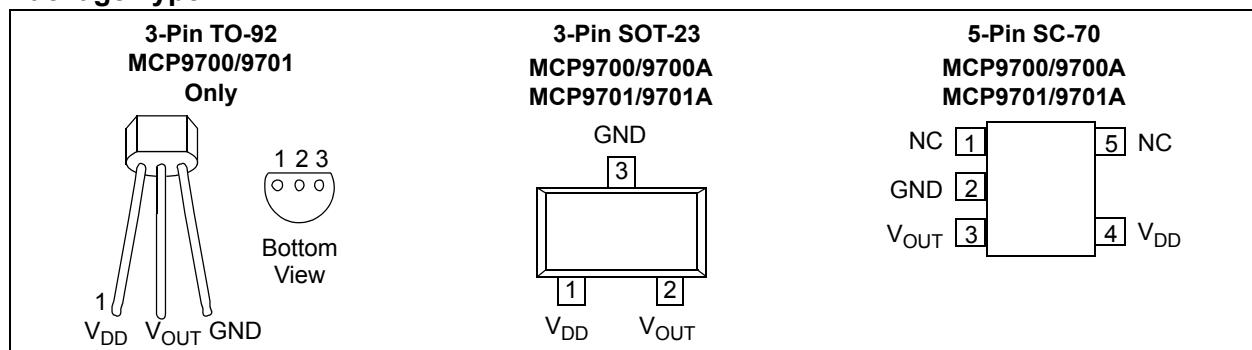 3-Pin TO-92
MCP9700/9701
Only
1 2 3
Bottom
View
1
VDD VOUT GND
3-Pin SOT-23
MCP9700/9700A
MCP9701/9701A
GND
3
1 2
VDD VOUT
5-Pin SC-70
MCP9700/9700A
MCP9701/9701A
NC 1 5 NC
GND 2
VOUT 3 4 VDD